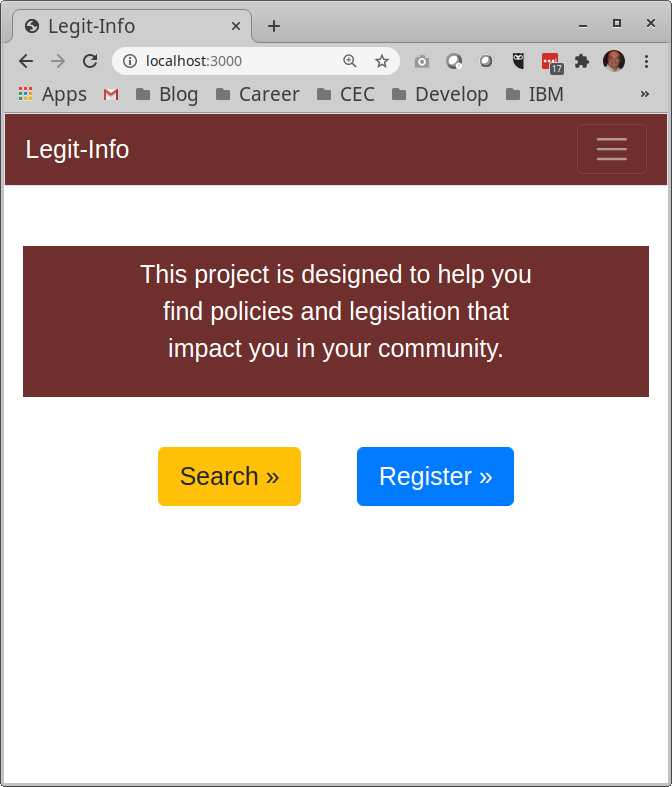 Legit-Info
localhost:3000
17
Apps Blog Career CEC Develop IBM »
Legit-Info
This project is designed to help you
find policies and legislation that
impact you in your community.
Search » Register »